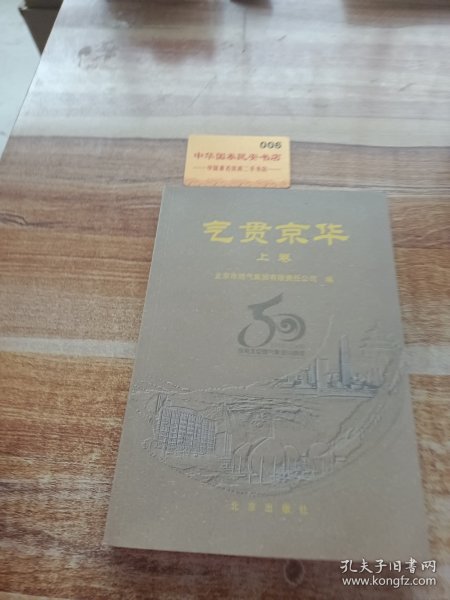 006
中华国本民安书店
气贯京华
上卷
北京市燃气集团有限责任公司 编
50
北京出版社
孔夫子旧书网
www.kongfz.com